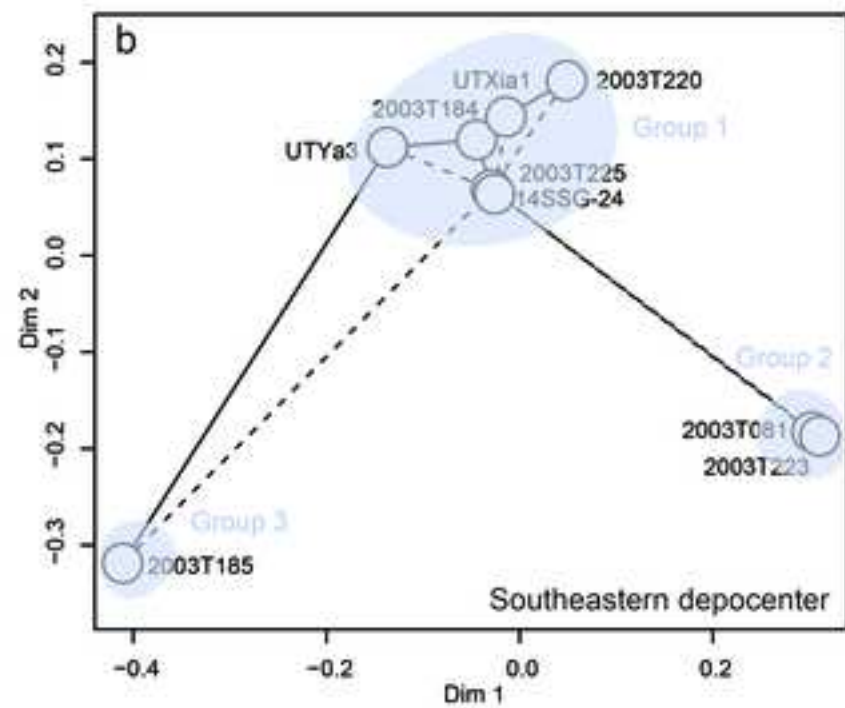 b
UTXia1
2003T220
2003T184
Group 1
UTYa3
2003T225
14SSG-24
Group 2
2003T081
2003T223
Group 3
2003T185
Southeastern depocenter
0.2
0.1
0.0
−0.1
−0.2
−0.3
Dim 2
−0.4
−0.2
0.0
0.2
Dim 1